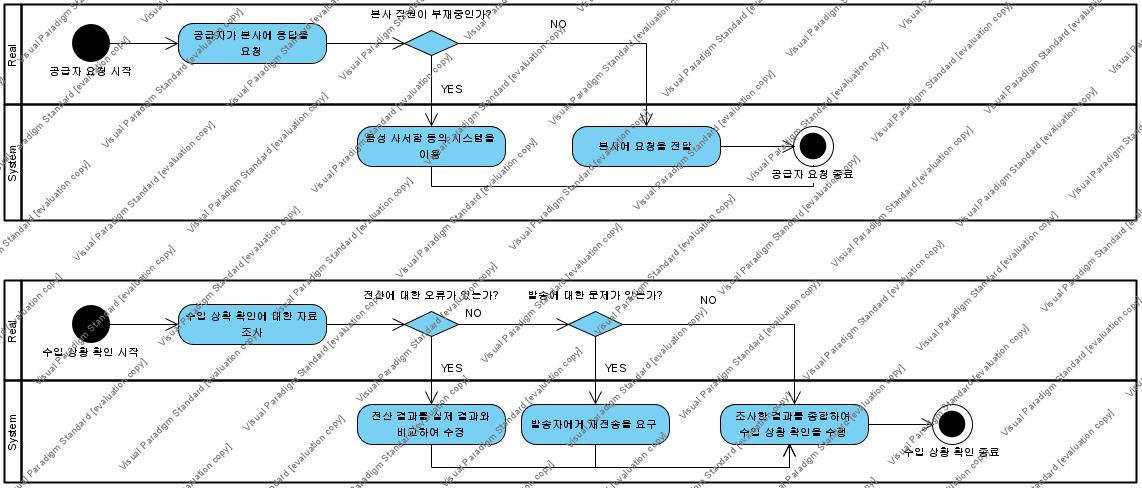 본사 직원이 부재중인가?
NO
Real
공급자가 본사에 응답을
요청
공급자 요청 시작
YES
System
음성 사서함 등의 시스템을
이용
본사에 요청을 전달
공급자 요청 종료
전산에 대한 오류가 있는가?
발송에 대한 문제가 있는가?
NO
NO
Real
수입 상황 확인에 대한 자료
조사
수입 상황 확인 시작
YES
YES
System
전산 결과를 실제 결과와
비교하여 수정
발송자에게 재전송을 요구
조사한 결과를 종합하여
수입 상황 확인을 수행
수입 상황 확인 종료
Visual Paradigm Standard [evaluation copy]